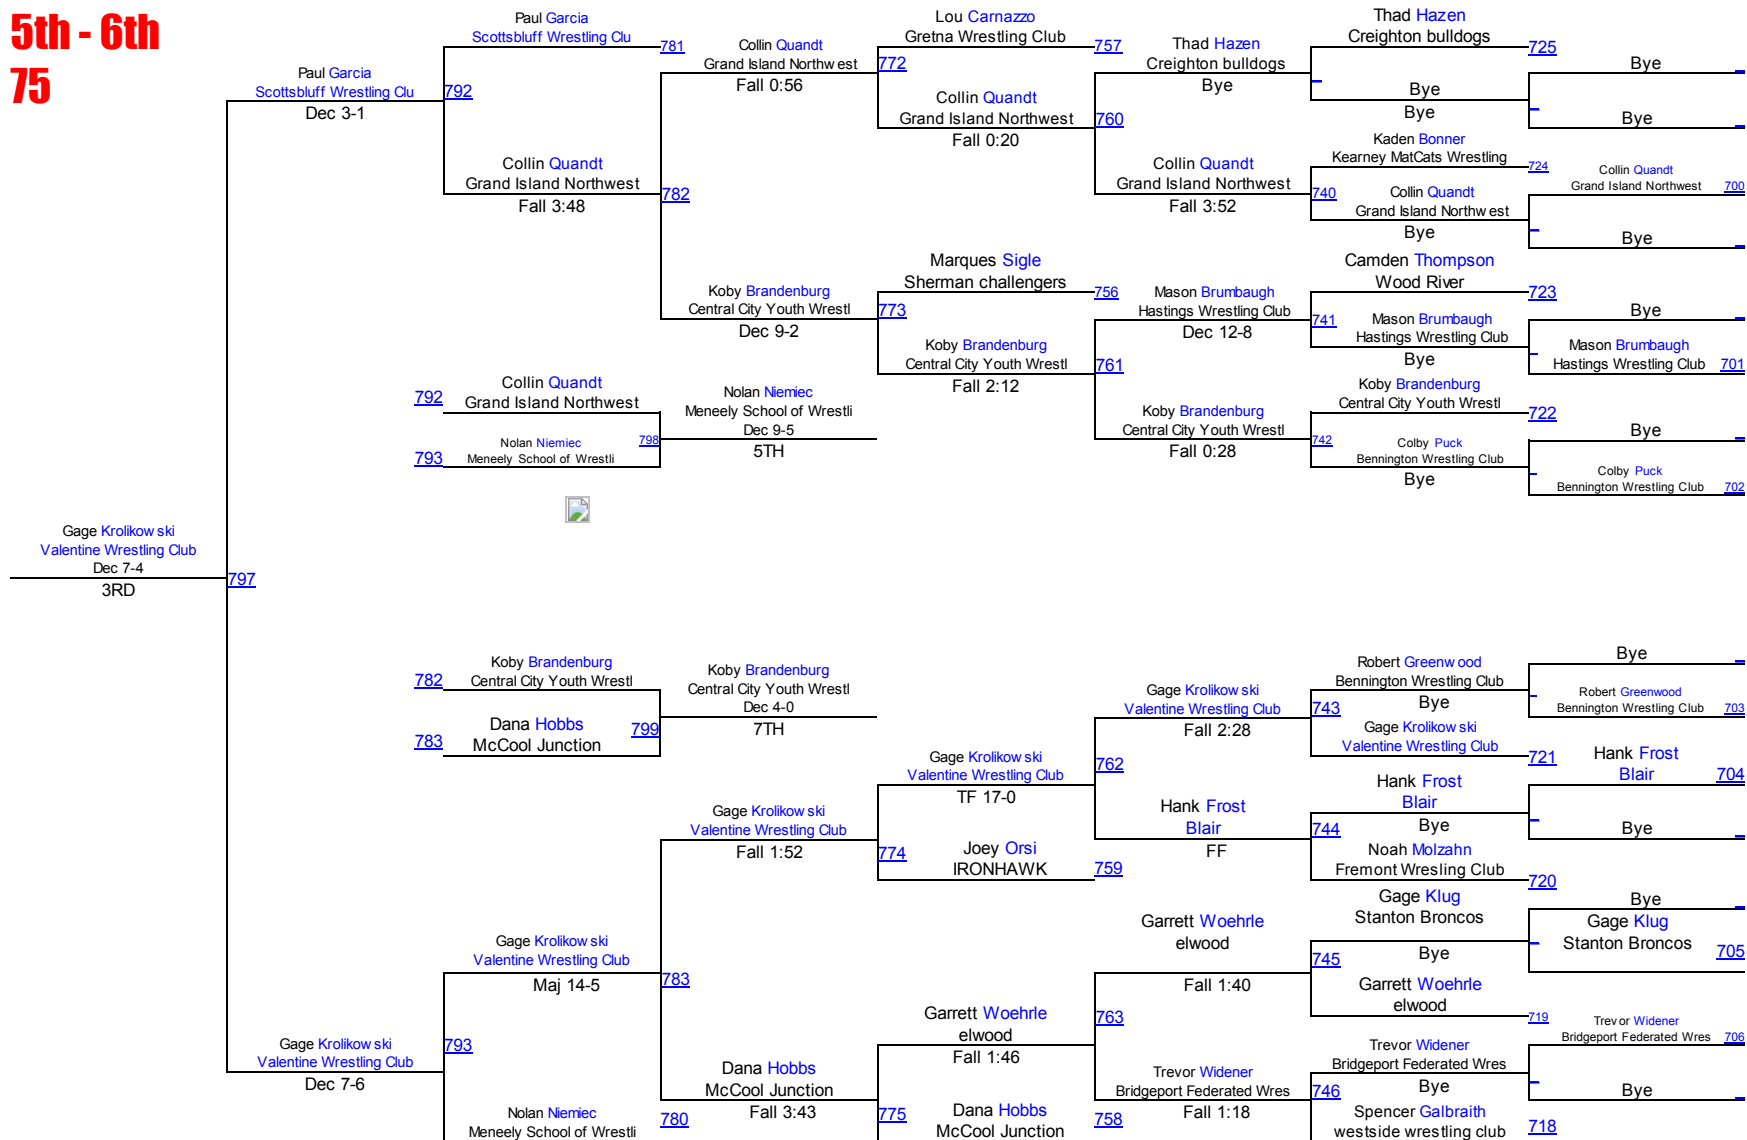 5th - 6th
75
Paul Garcia
Scottsbluff Wrestling Clu
781
Paul Garcia
Scottsbluff Wrestling Clu
Dec 3-1
792
Collin Quandt
Grand Island Northwest
Fall 3:48
Collin Quandt
Grand Island Northwest
Fall 0:56
782
Koby Brandenburg
Central City Youth Wrestl
Dec 9-2
792
Collin Quandt
Grand Island Northwest
793
Nolan Niemiec
Meneely School of Wrestli
798
Nolan Niemiec
Meneely School of Wrestli
Dec 9-5
5TH
Lou Carnazzo
Gretna Wrestling Club
757
772
Collin Quandt
Grand Island Northwest
Fall 0:20
Marques Sigle
Sherman challengers
756
773
Koby Brandenburg
Central City Youth Wrestl
Fall 2:12
Thad Hazen
Creighton bulldogs
Bye
760
Collin Quandt
Grand Island Northwest
Fall 3:52
Mason Brumbaugh
Hastings Wrestling Club
Dec 12-8
761
Koby Brandenburg
Central City Youth Wrestl
Fall 0:28
Thad Hazen
Creighton bulldogs
725
Bye
Bye
Kaden Bonner
Kearney MatCats Wrestling
724
740
Collin Quandt
Grand Island Northwest
Bye
Camden Thompson
Wood River
723
741
Mason Brumbaugh
Hastings Wrestling Club
Bye
Koby Brandenburg
Central City Youth Wrestl
722
742
Colby Puck
Bennington Wrestling Club
Bye
Bye
Bye
Collin Quandt
Grand Island Northwest
700
Bye
Bye
Mason Brumbaugh
Hastings Wrestling Club
701
Bye
Colby Puck
Bennington Wrestling Club
702
Gage Krolikowski
Valentine Wrestling Club
Dec 7-4
3RD
797
782
Koby Brandenburg
Central City Youth Wrestl
783
Dana Hobbs
McCool Junction
799
Koby Brandenburg
Central City Youth Wrestl
Dec 4-0
7TH
Gage Krolikowski
Valentine Wrestling Club
Dec 7-6
Gage Krolikowski
Valentine Wrestling Club
Maj 14-5
793
Nolan Niemiec
Meneely School of Wrestli
780
Gage Krolikowski
Valentine Wrestling Club
Fall 1:52
783
Dana Hobbs
McCool Junction
Fall 3:43
Gage Krolikowski
Valentine Wrestling Club
TF 17-0
774
Joey Orsi
IRONHAWK
759
Garrett Woehrle
elwood
Fall 1:46
775
Dana Hobbs
McCool Junction
758
Gage Krolikowski
Valentine Wrestling Club
Fall 2:28
762
Hank Frost
Blair
FF
Garrett Woehrle
elwood
Fall 1:40
763
Trevor Widener
Bridgeport Federated Wres
Fall 1:18
Robert Greenwood
Bennington Wrestling Club
Bye
743
Gage Krolikowski
Valentine Wrestling Club
721
Hank Frost
Blair
Bye
744
Noah Molzahn
Fremont Wresling Club
720
Gage Klug
Stanton Broncos
Bye
745
Garrett Woehrle
elwood
719
Trevor Widener
Bridgeport Federated Wres
Bye
746
Spencer Galbraith
westside wrestling club
718
Bye
Robert Greenwood
Bennington Wrestling Club
703
Hank Frost
Blair
704
Bye
Bye
Gage Klug
Stanton Broncos
705
Trevor Widener
Bridgeport Federated Wres
706
Bye